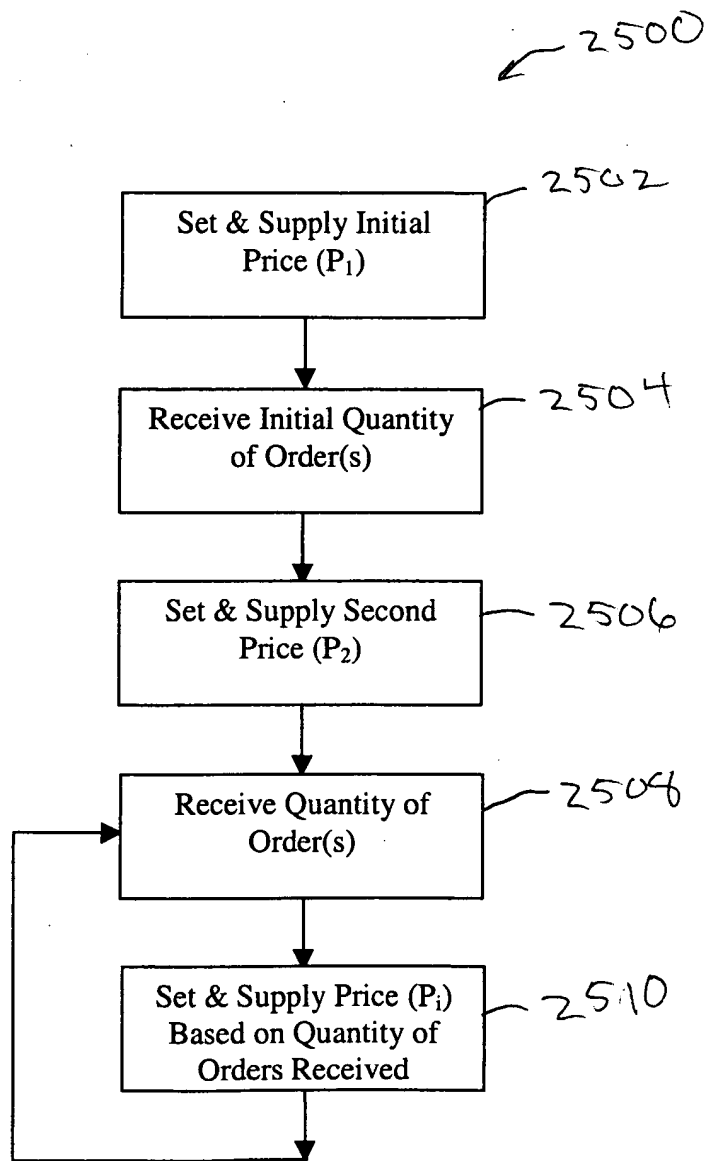 2500
2502
Set & Supply Initial
Price (P₁)
2504
Receive Initial Quantity
of Order(s)
2506
Set & Supply Second
Price (P₂)
2508
Receive Quantity of
Order(s)
2510
Set & Supply Price (Pᵢ)
Based on Quantity of
Orders Received